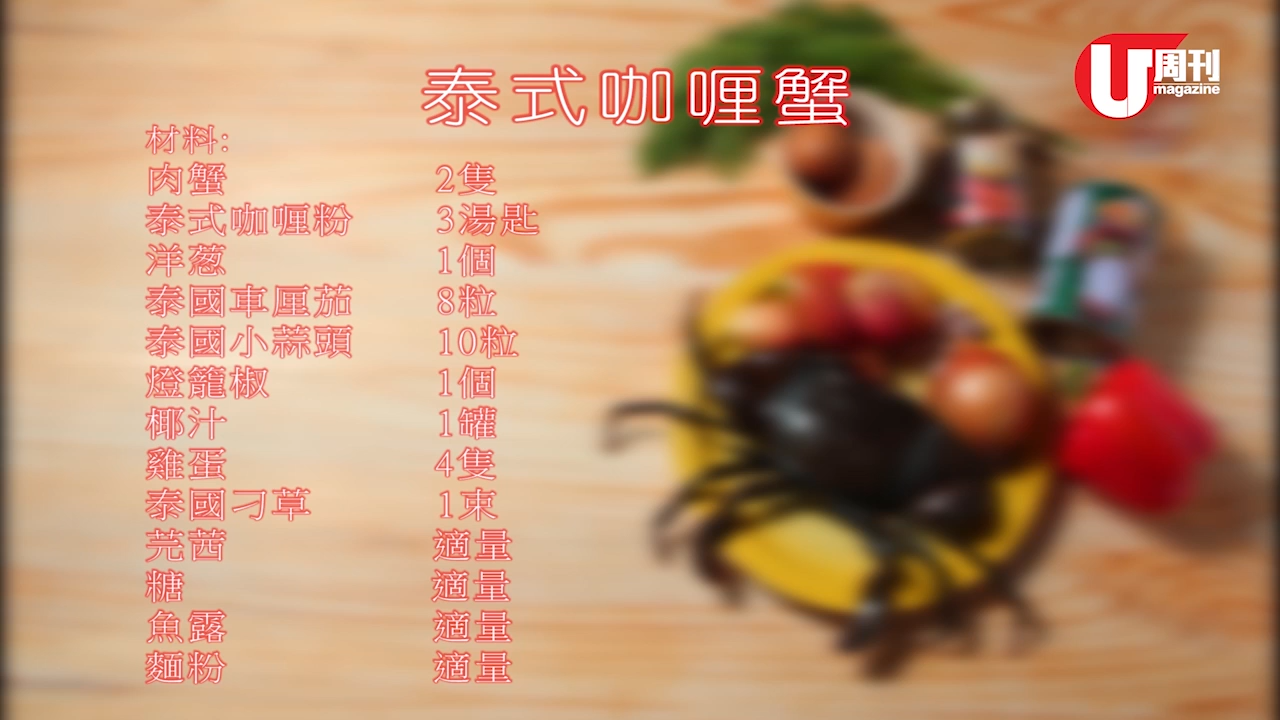 泰式咖喱蟹
U周刊
magazine
材料:
肉蟹 2隻
泰式咖喱粉 3湯匙
洋葱 1個
泰國車厘茄 8粒
泰國小蒜頭 10粒
燈籠椒 1個
椰汁 1罐
雞蛋 4隻
泰國刁草 1束
芫茜 適量
糖 適量
魚露 適量
麵粉 適量